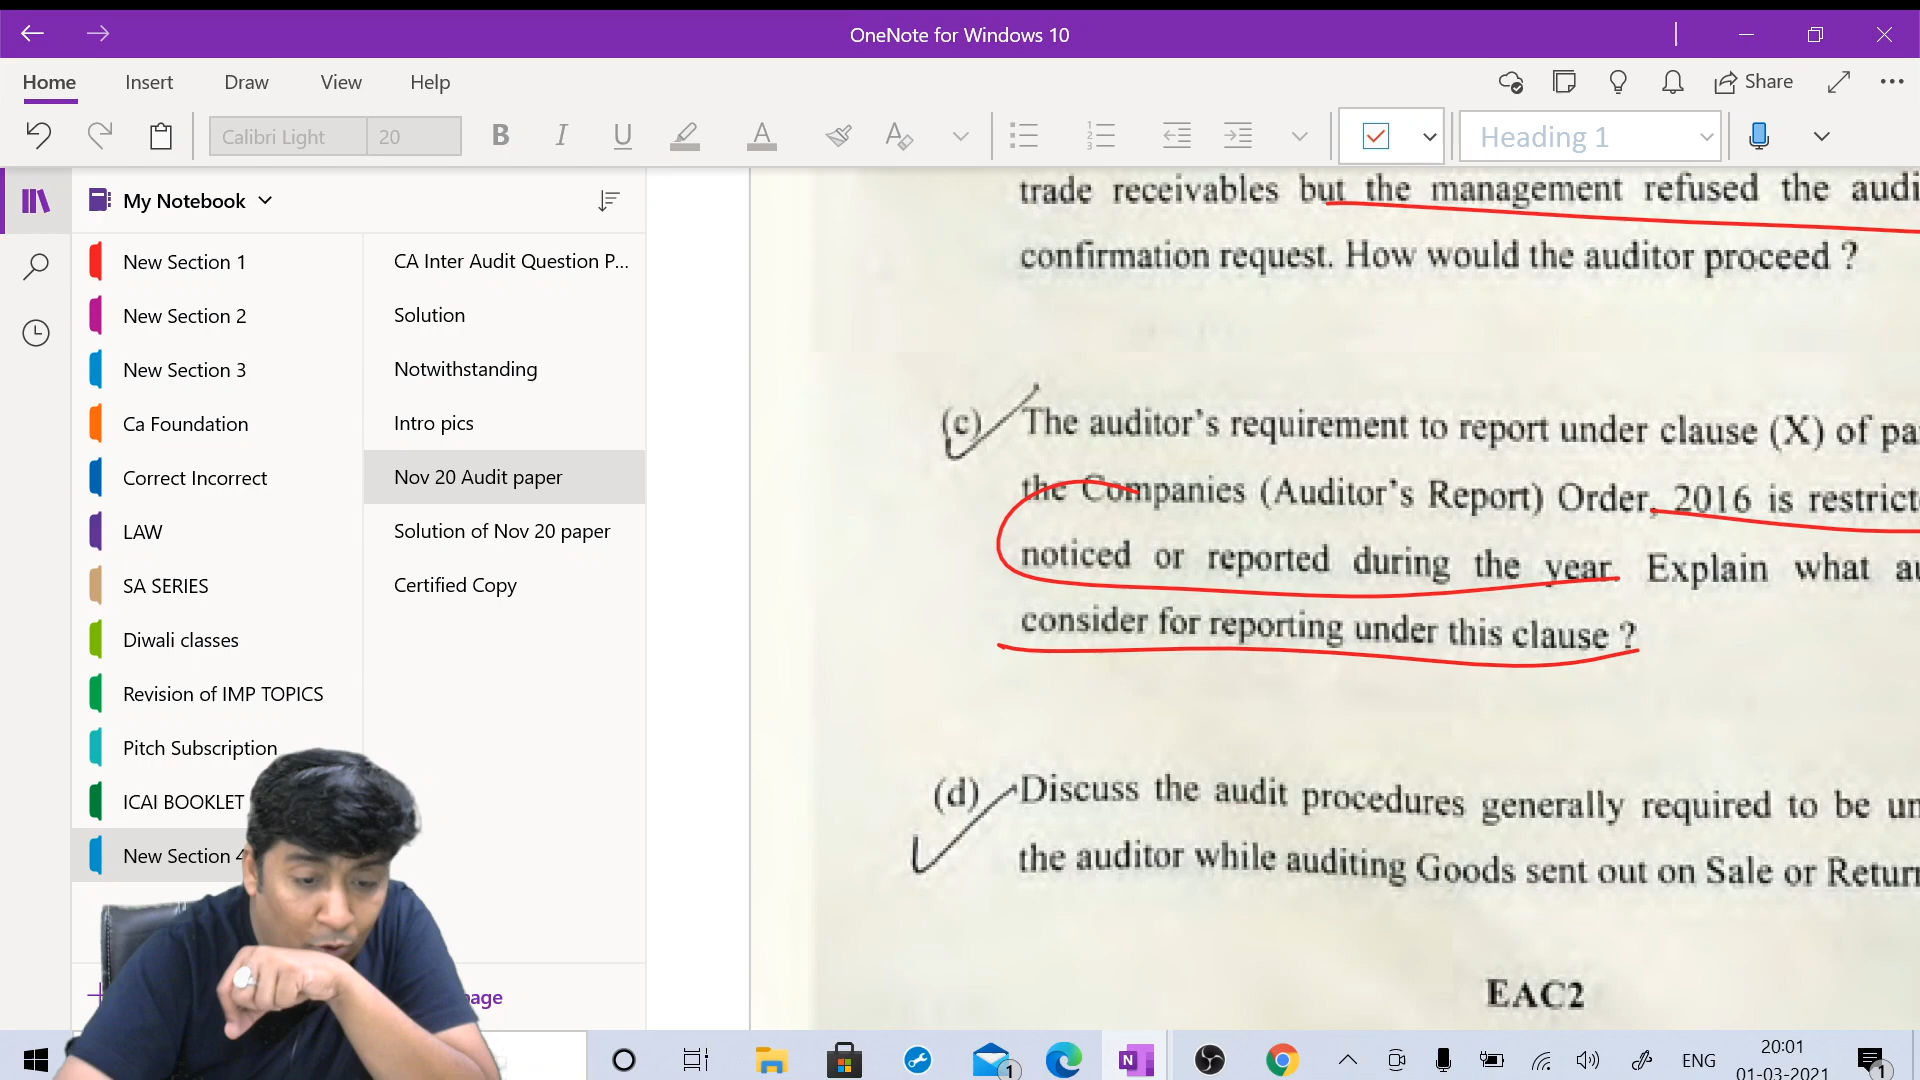 OneNote for Windows 10
Home Insert Draw View Help
Share
Calibri Light 20 B I U A
Heading 1
My Notebook
New Section 1
New Section 2
New Section 3
Ca Foundation
Correct Incorrect
LAW
SA SERIES
Diwali classes
Revision of IMP TOPICS
Pitch Subscription
ICAI BOOKLET
New Section 4
CA Inter Audit Question P...
Solution
Notwithstanding
Intro pics
Nov 20 Audit paper
Solution of Nov 20 paper
Certified Copy
page
trade receivables but the management refused the audi
confirmation request. How would the auditor proceed ?
(c) The auditor's requirement to report under clause (X) of pa
the Companies (Auditor's Report) Order, 2016 is restrict
noticed or reported during the year. Explain what au
consider for reporting under this clause ?
(d) Discuss the audit procedures generally required to be un
the auditor while auditing Goods sent out on Sale or Return
EAC2
1
N
ENG
20:01
01-03-2021
1